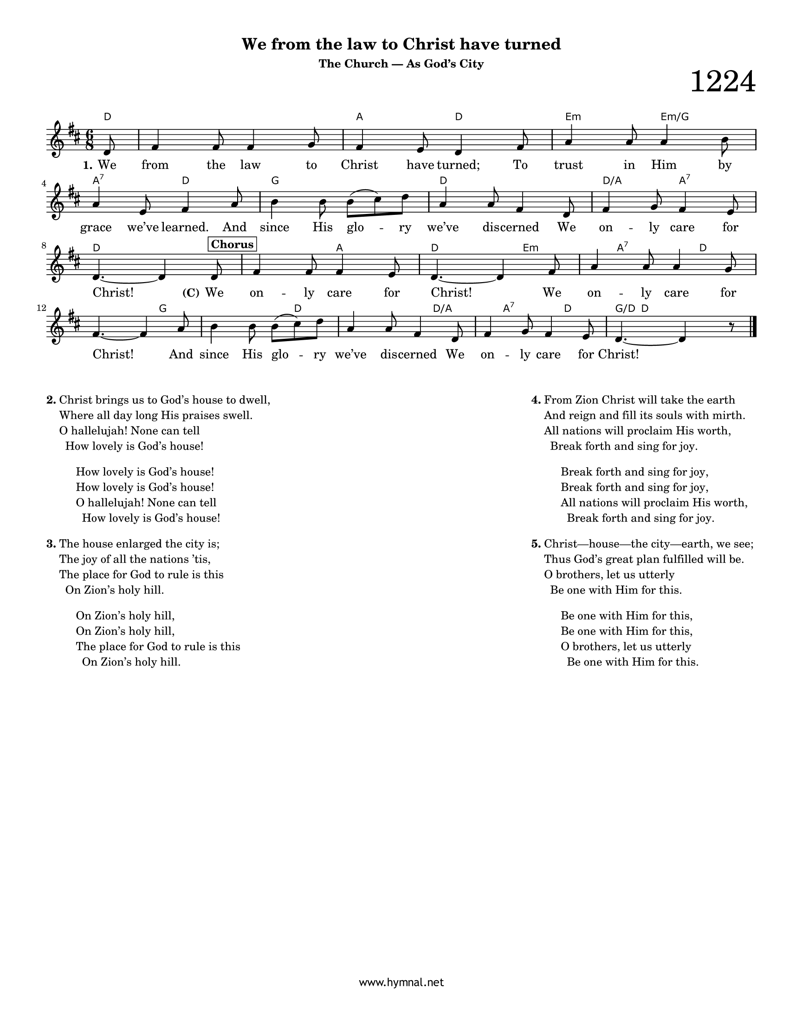 We from the law to Christ have turned
The Church — As God's City
1224
D A D Em Em/G
1. We from the law to Christ have turned; To trust in Him by
4 A7 D G D D/A A7
grace we've learned. And since His glo - ry we've discerned We on - ly care for
8 D Chorus A D Em A7 D
Christ! (C) We on - ly care for Christ! We on - ly care for
12 G D D/A A7 D G/D D
Christ! And since His glo - ry we've discerned We on - ly care for Christ!
2. Christ brings us to God's house to dwell,
Where all day long His praises swell.
O hallelujah! None can tell
How lovely is God's house!
How lovely is God's house!
How lovely is God's house!
O hallelujah! None can tell
How lovely is God's house!
3. The house enlarged the city is;
The joy of all the nations 'tis,
The place for God to rule is this
On Zion's holy hill.
On Zion's holy hill,
On Zion's holy hill,
The place for God to rule is this
On Zion's holy hill.
4. From Zion Christ will take the earth
And reign and fill its souls with mirth.
All nations will proclaim His worth,
Break forth and sing for joy.
Break forth and sing for joy,
Break forth and sing for joy,
All nations will proclaim His worth,
Break forth and sing for joy.
5. Christ—house—the city—earth, we see;
Thus God's great plan fulfilled will be.
O brothers, let us utterly
Be one with Him for this.
Be one with Him for this,
Be one with Him for this,
O brothers, let us utterly
Be one with Him for this.
www.hymnal.net